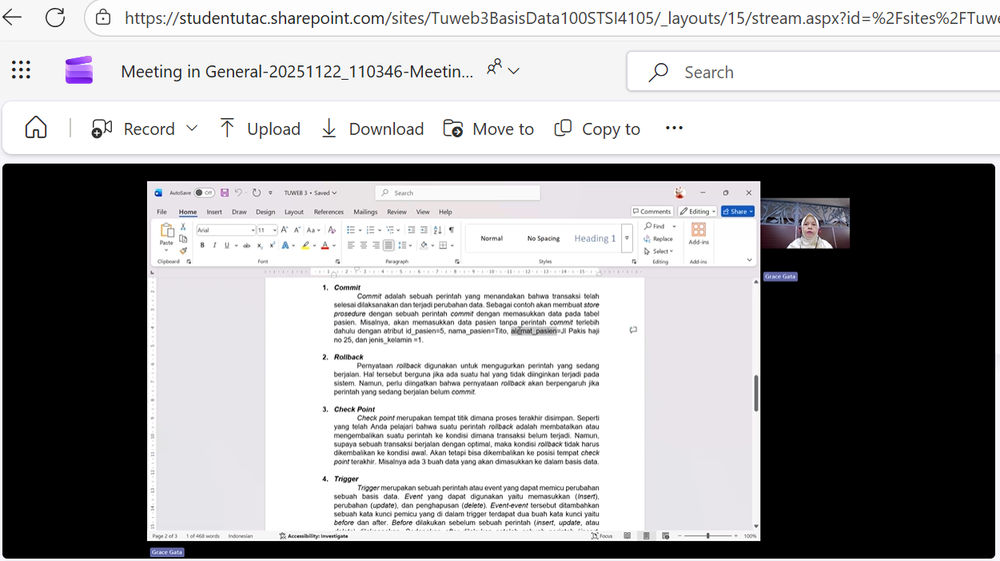 https://studentutac.sharepoint.com/sites/Tuweb3BasisData100STSI4105/_layouts/15/stream.aspx?id=%2Fsites%2FTuwe
Meeting in General-20251122_110346-Meetin...
Search
Record
Upload
Download
Move to
Copy to
AutoSave
Off
TUWEB 3 • Saved
Search
File
Home
Insert
Draw
Design
Layout
References
Mailings
Review
View
Help
Comments
Editing
Share
Paste
Clipboard
Arial
11
Font
Paragraph
Normal
No Spacing
Heading 1
Styles
Find
Replace
Select
Editing
Add-ins
Add-ins
1. Commit
Commit adalah sebuah perintah yang menandakan bahwa transaksi telah
selesai dilaksanakan dan terjadi perubahan data. Sebagai contoh akan membuat store
prosedure dengan sebuah perintah commit dengan memasukkan data pada tabel
pasien. Misalnya, akan memasukkan data pasien tanpa perintah commit terlebih
dahulu dengan atribut id_pasien=5, nama_pasien=Tito, alamat_pasien=Jl Pakis haji
no 25, dan jenis_kelamin =1.
2. Rollback
Pernyataan rollback digunakan untuk mengugurkan perintah yang sedang
berjalan. Hal tersebut berguna jika ada suatu hal yang tidak diinginkan terjadi pada
sistem. Namun, perlu diingatkan bahwa pernyataan rollback akan berpengaruh jika
perintah yang sedang berjalan belum commit.
3. Check Point
Check point merupakan tempat titik dimana proses terakhir disimpan. Seperti
yang telah Anda pelajari bahwa suatu perintah rollback adalah membatalkan atau
mengembalikan suatu perintah ke kondisi dimana transaksi belum terjadi. Namun,
supaya sebuah transaksi berjalan dengan optimal, maka kondisi rollback tidak harus
dikembalikan ke kondisi awal. Akan tetapi bisa dikembalikan ke posisi tempat check
point terakhir. Misalnya ada 3 buah data yang akan dimasukkan ke dalam basis data.
4. Trigger
Trigger merupakan sebuah perintah atau event yang dapat memicu perubahan
sebuah basis data. Event yang dapat digunakan yaitu memasukkan (Insert),
perubahan (update), dan penghapusan (delete). Event-event tersebut ditambahkan
sebuah kata kunci pemicu yang di dalam trigger terdapat dua buah kata kunci yaitu
before dan after. Before dilakukan sebelum sebuah perintah (insert, update, atau
Page 2 of 3
1 of 468 words
Indonesian
Accessibility: Investigate
Focus
100%
Grace Gata
Grace Gata